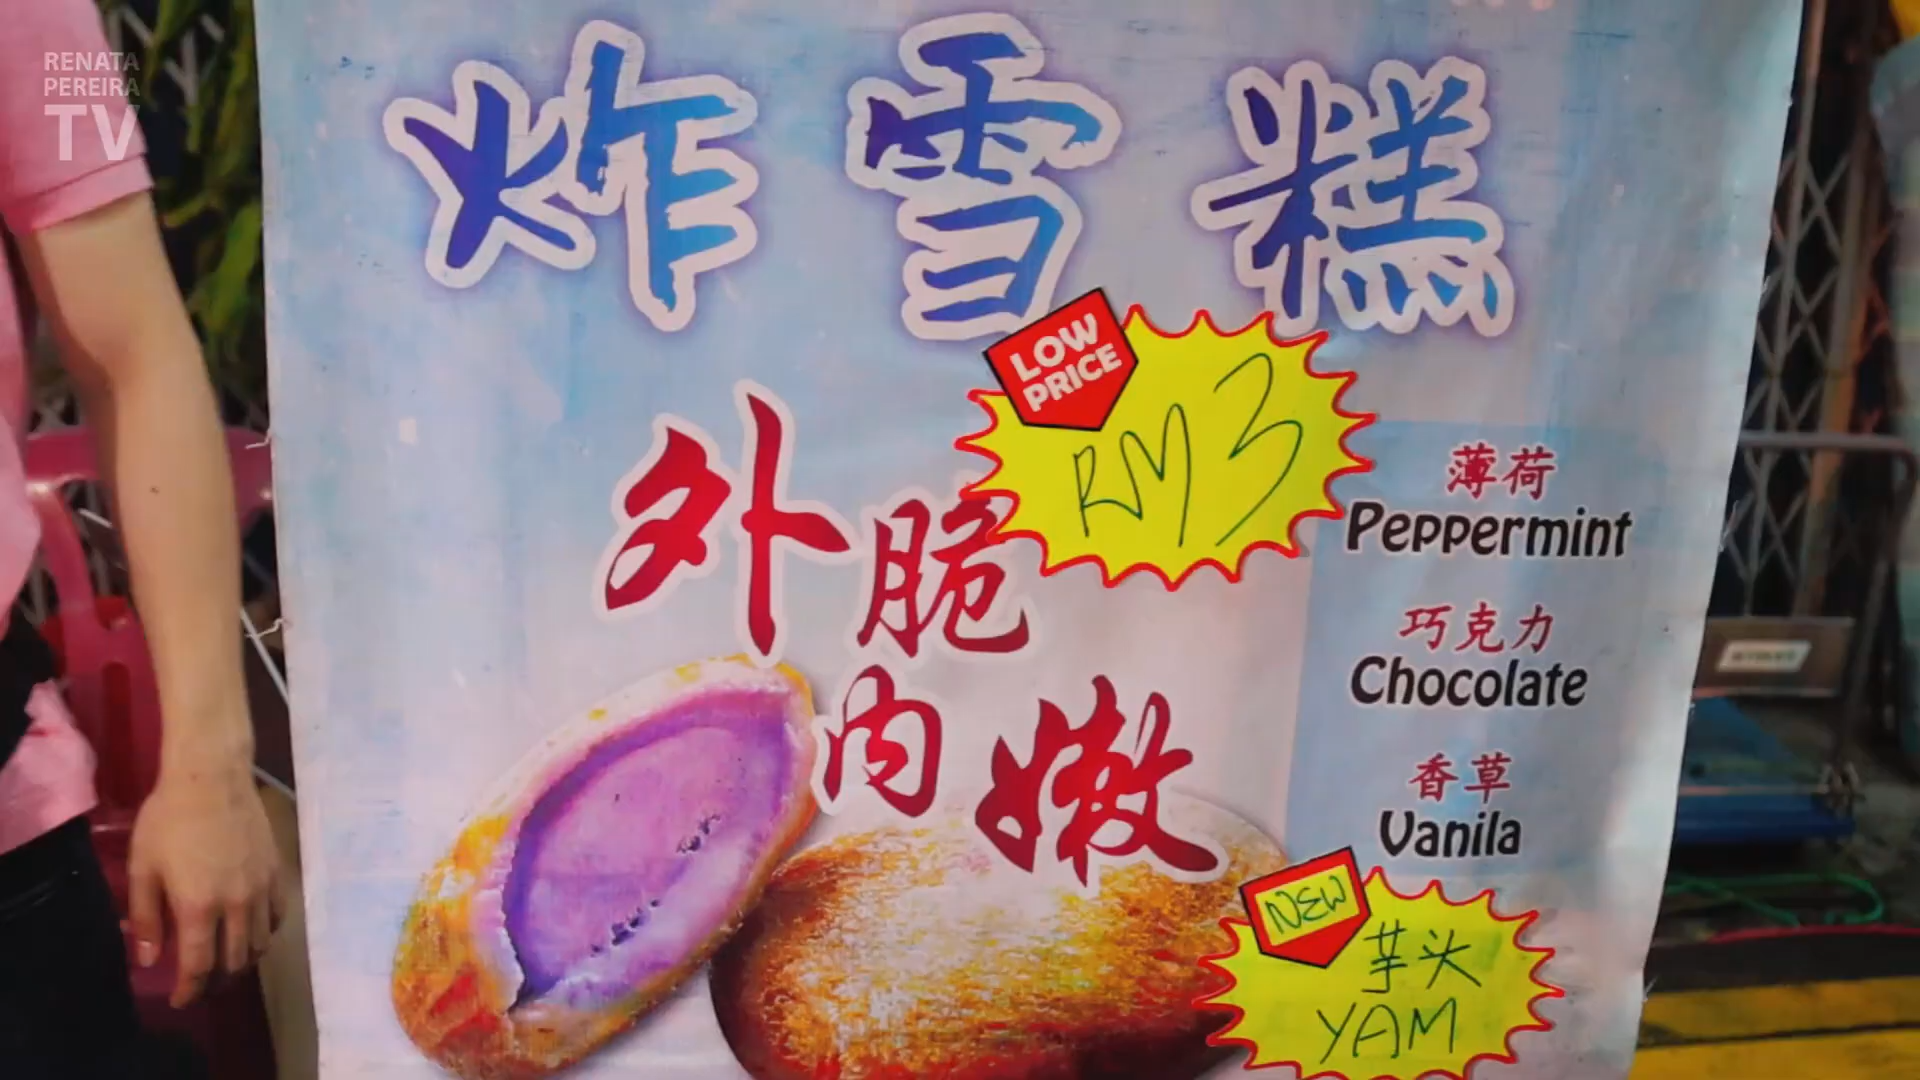 RENATA
PEREIRA
TV
炸雪糕
LOW
PRICE
RM3
外脆
内嫩
薄荷
Peppermint
巧克力
Chocolate
香草
Vanila
NEW
芋头
YAM